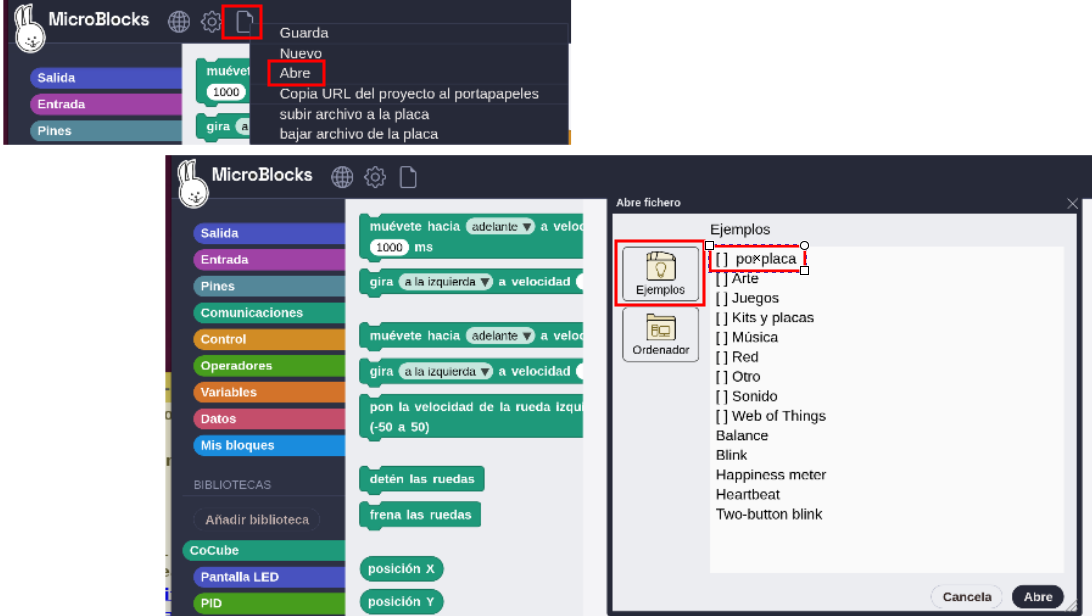 MicroBlocks
Guarda
Nuevo
Abre
Copia URL del proyecto al portapapeles
subir archivo a la placa
bajar archivo de la placa
Salida
Entrada
Pines
1000
gira
MicroBlocks
Salida
Entrada
Pines
Comunicaciones
Control
Operadores
Variables
Datos
Mis bloques
BIBLIOTECAS
Añadir biblioteca
CoCube
Pantalla LED
PID
muévete hacia adelante ▼ a
1000 ms
gira a la izquierda ▼ a velocidad
muévete hacia adelante ▼ a
gira a la izquierda ▼ a velocidad
pon la velocidad de la rueda
(-50 a 50)
detén las ruedas
frena las ruedas
posición X
posición Y
Abre fichero
Ejemplos
Ordenador
Ejemplos
[ ] por placa
[ ] Arte
[ ] Juegos
[ ] Kits y placas
[ ] Música
[ ] Red
[ ] Otro
[ ] Sonido
[ ] Web of Things
Balance
Blink
Happiness meter
Heartbeat
Two-button blink
Cancela
Abre